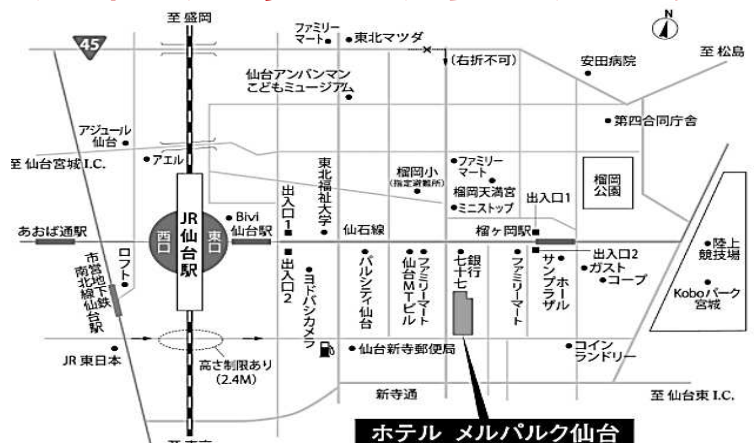 至 盛岡
N
45
ファミリー
マート
東北マツダ
(右折不可)
至 松島
安田病院
仙台アンパンマン
こどもミュージアム
第四合同庁舎
アジュール
仙台
アエル
至 仙台宮城 I.C.
東北福祉大学
榴岡小
(指定避難所)
ファミリー
マート
榴岡天満宮
ミニストップ
榴岡
公園
出入口1
出入口1
Bivi
あおば通駅
西口
JR仙台駅
東口
仙台駅
仙石線
榴ヶ岡駅
出入口2
出入口2
ロフト
市営地下鉄
南北線仙台駅
ヨドバシカメラ
パルシティ仙台
仙台MTビル
ファミリーマート
七十七
銀行
ファミリーマート
サンプラザ
ホール
ガスト
コープ
陸上
競技場
Koboパーク
宮城
JR 東日本
高さ制限あり
(2.4M)
仙台新寺郵便局
コイン
ランドリー
新寺通
至 仙台東 I.C.
ホテル メルパルク仙台